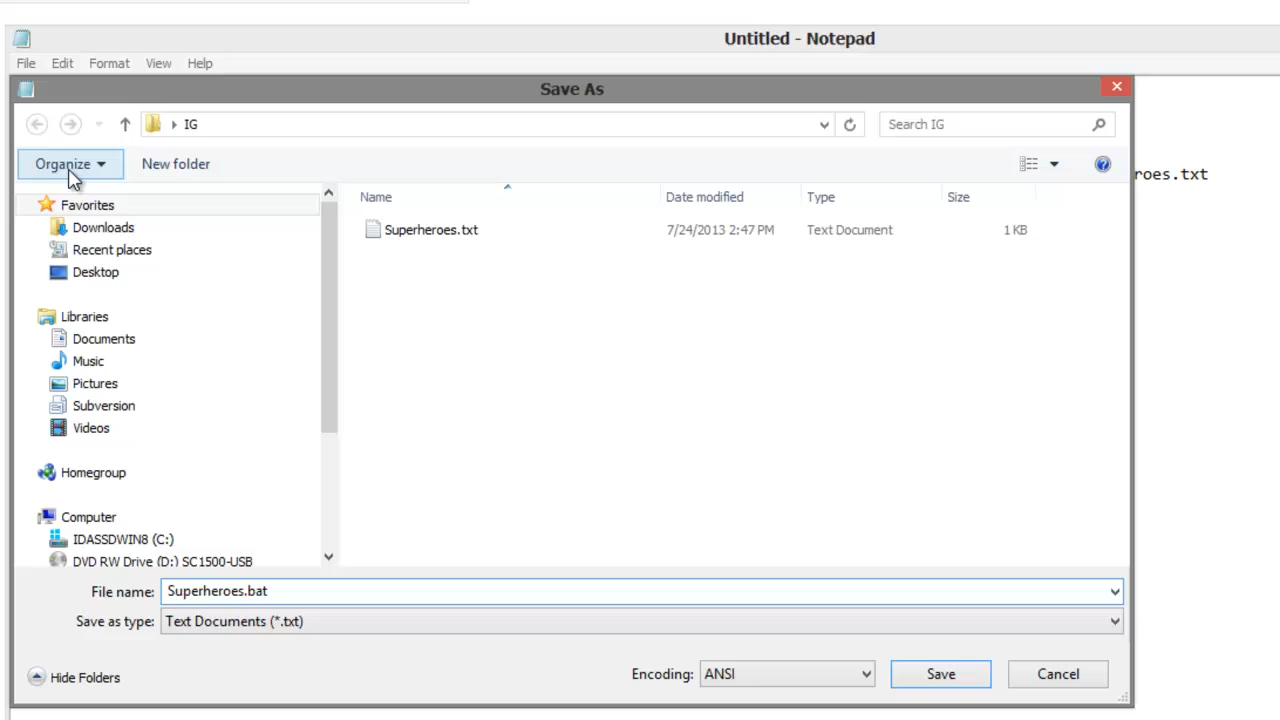 Untitled - Notepad
File Edit Format View Help
Save As
IG
Search IG
Organize New folder
roes.txt
Favorites
Downloads
Recent places
Desktop
Libraries
Documents
Music
Pictures
Subversion
Videos
Homegroup
Computer
IDASSDWIN8 (C:)
DVD RW Drive (D:) SC1500-USB
Name Date modified Type Size
Superheroes.txt 7/24/2013 2:47 PM Text Document 1 KB
File name: Superheroes.bat
Save as type: Text Documents (*.txt)
Hide Folders
Encoding: ANSI Save Cancel